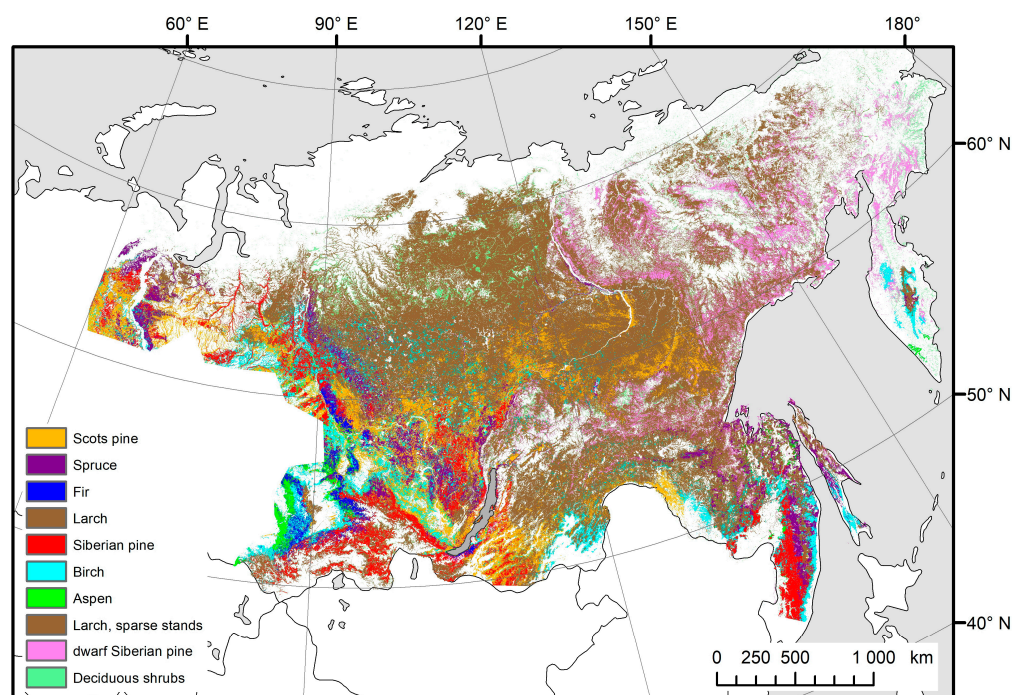 60° E 90° E 120° E 150° E 180°
60° N
50° N
40° N
Scots pine
Spruce
Fir
Larch
Siberian pine
Birch
Aspen
Larch, sparse stands
dwarf Siberian pine
Deciduous shrubs
0 250 500 1 000 km